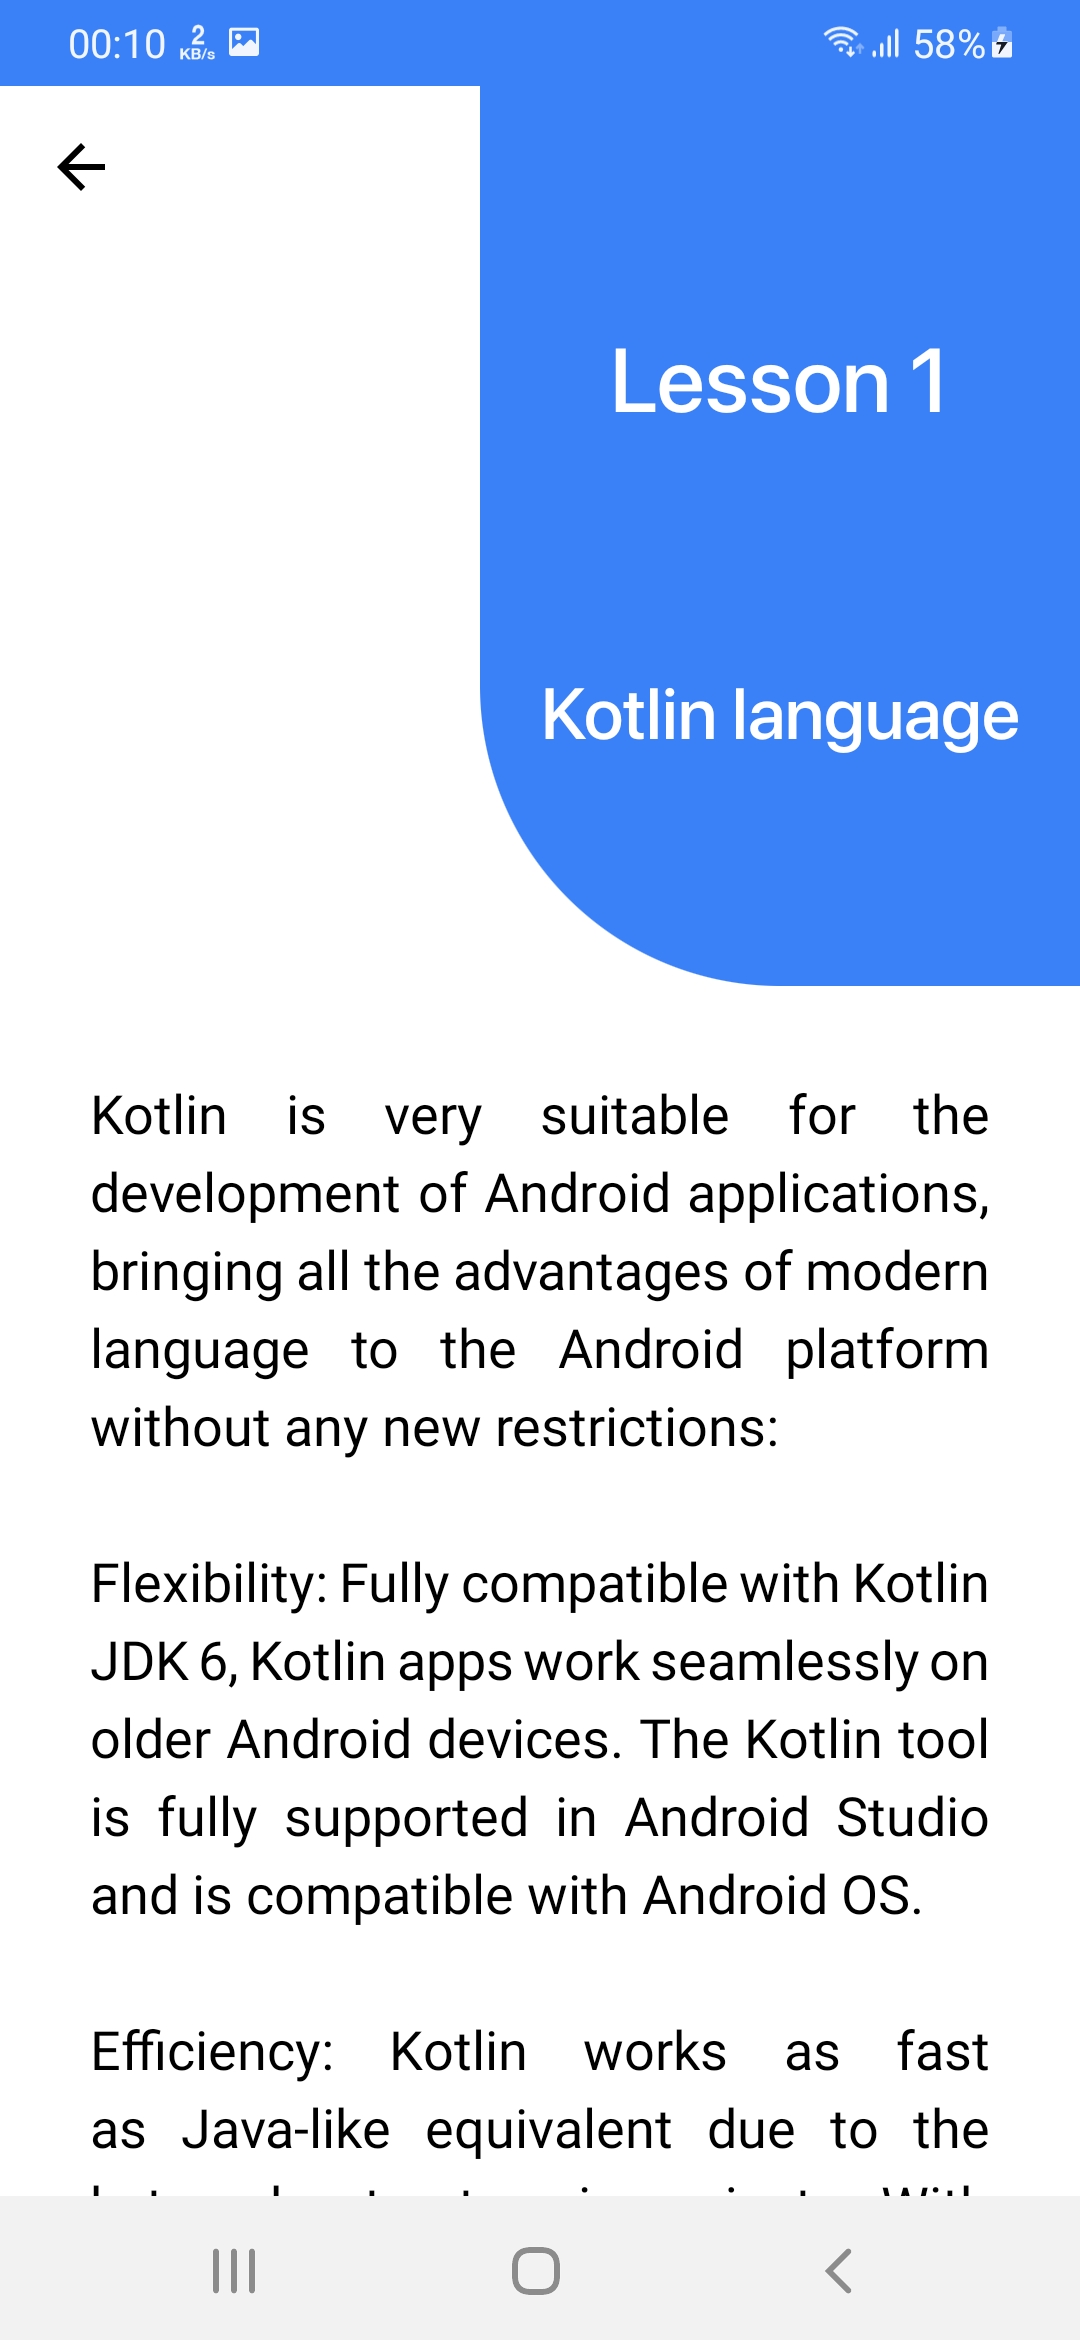 00:10 2 KB/s 58%
Lesson 1
Kotlin language
Kotlin is very suitable for the
development of Android applications,
bringing all the advantages of modern
language to the Android platform
without any new restrictions:
Flexibility: Fully compatible with Kotlin
JDK 6, Kotlin apps work seamlessly on
older Android devices. The Kotlin tool
is fully supported in Android Studio
and is compatible with Android OS.
Efficiency: Kotlin works as fast
as Java-like equivalent due to the